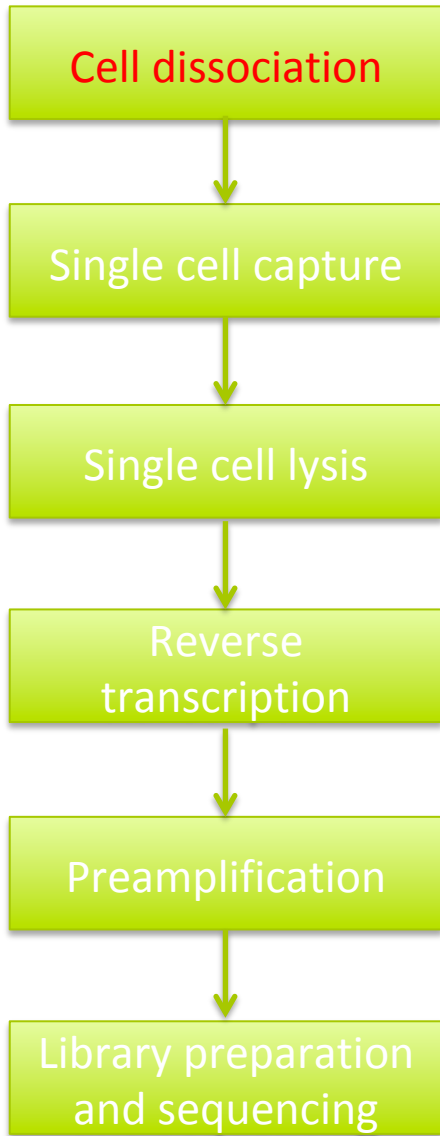 Cell dissociation
Single cell capture
Single cell lysis
Reverse
transcription
Preamplification
Library preparation
and sequencing